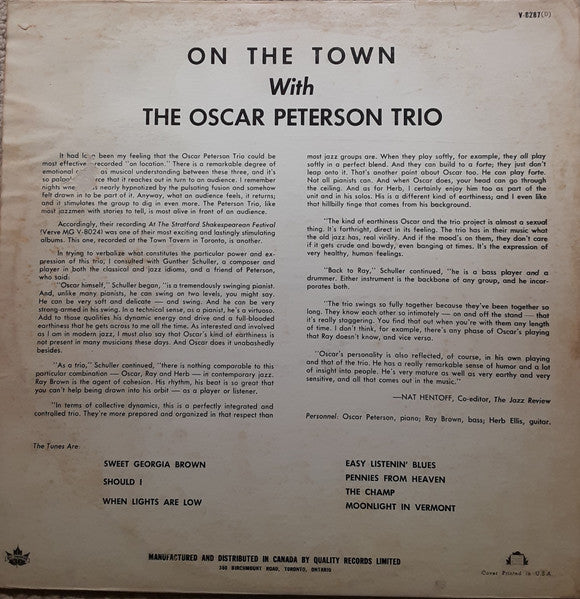 V-8287(D)
ON THE TOWN
With
THE OSCAR PETERSON TRIO
It had long been my feeling that the Oscar Peterson Trio could be
most effective recorded "on location." There is a remarkable degree of
emotional as musical understanding between these three, and it's
so palpable once that it reaches out in turn to an audience. I remember
nights when is nearly hypnotized by the pulsating fusion and somehow
felt drawn in to be part of it. Anyway, what an audience feels, it returns;
and it stimulates the group to dig in even more. The Peterson Trio, like
most jazzmen with stories to tell, is most alive in front of an audience.
Accordingly, their recording At The Stratford Shakespearean Festival
(Verve MG V-8024) was one of their most exciting and lastingly stimulating
albums. This one, recorded at the Town Tavern in Toronto, is another.
In trying to verbalize what constitutes the particular power and ex-
pression of this trio, I consulted with Gunther Schuller, a composer and
player in both the classical and jazz idioms, and a friend of Peterson,
who said:
"Oscar himself," Schuller began, "is a tremendously swinging pianist.
And, unlike many pianists, he can swing on two levels, you might say.
He can be very soft and delicate — and swing. And he can be very
strong-armed in his swing. In a technical sense, as a pianist, he's a virtuoso.
Add to those qualities his dynamic emotional drive and a full-blooded
earthiness that he gets across to me all the time. As interested and involved
as I am in modern jazz, I must also say that Oscar's kind of earthiness is
not present in many musicians these days. And Oscar does it unabashedly
besides.
"As a trio," Schuller continued, "there is nothing comparable to this
particular combination — Oscar, Ray and Herb — in contemporary jazz.
Ray Brown is the agent of cohesion. His rhythm, his beat is so great that
you can't help being drawn into his orbit — as a player or listener.
"In terms of collective dynamics, this is a perfectly integrated and
controlled trio. They're more prepared and organized in that respect than
most jazz groups are. When they play softly, for example, they all play
softly in a perfect blend. And they can build to a forte; they just don't
leap onto it. That's another point about Oscar too. He can play forte.
Not all pianists can. And when Oscar does, your head can go through
the ceiling. And as for Herb, I certainly enjoy him too as part of the
unit and in his solos. His is a different kind of earthiness; and I even like
that hillbilly tinge that comes from his background.
"The kind of earthiness Oscar and the trio project is almost a sexual
thing. It's forthright, direct in its feeling. The trio has in their music what
the old jazz has, real virility. And if the mood's on them, they don't care
if it gets crude and bawdy, even banging at times. It's the expression of
very healthy, human feelings.
"Back to Ray," Schuller continued, "he is a bass player and a
drummer. Either instrument is the backbone of any group, and he incor-
porates both.
"The trio swings so fully together because they've been together so
long. They know each other so intimately — on and off the stand — that
it's really staggering. You find that out when you're with them any length
of time. I don't think, for example, there's any phase of Oscar's playing
that Ray doesn't know, and vice versa.
"Oscar's personality is also reflected, of course, in his own playing
and that of the trio. He has a really remarkable sense of humor and a lot
of insight into people. He's very mature as well as very earthy and very
sensitive, and all that comes out in the music."
—NAT HENTOFF, Co-editor, The Jazz Review
Personnel: Oscar Peterson, piano; Ray Brown, bass; Herb Ellis, guitar.
The Tunes Are:
SWEET GEORGIA BROWN
SHOULD I
WHEN LIGHTS ARE LOW
EASY LISTENIN' BLUES
PENNIES FROM HEAVEN
THE CHAMP
MOONLIGHT IN VERMONT
MANUFACTURED AND DISTRIBUTED IN CANADA BY QUALITY RECORDS LIMITED
380 BIRCHMOUNT ROAD, TORONTO, ONTARIO
Cover Printed in U.S.A.